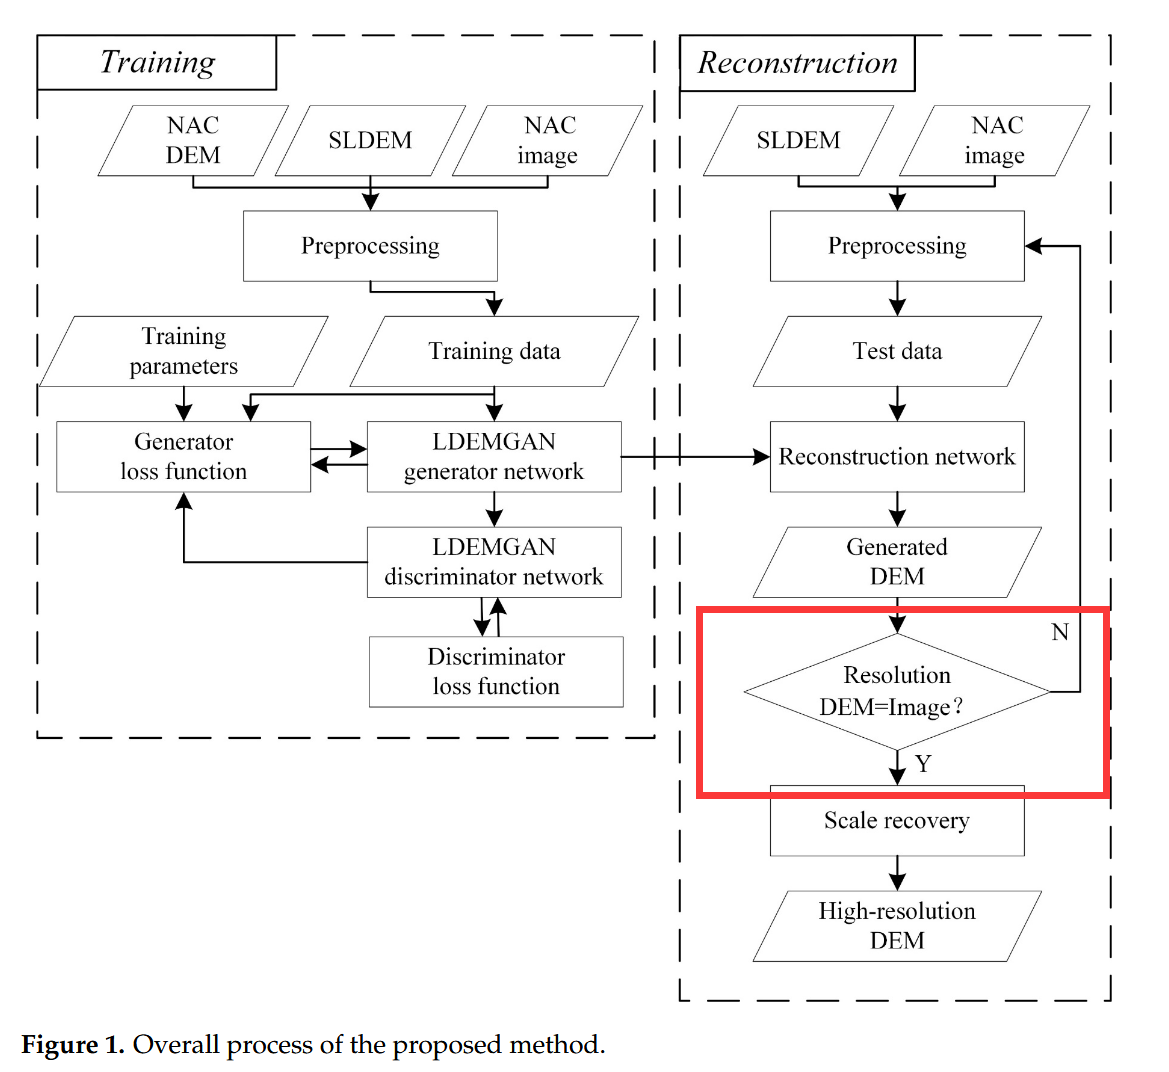 Training
NAC
DEM
SLDEM
NAC
image
Preprocessing
Training
parameters
Training data
Generator
loss function
LDEMGAN
generator network
LDEMGAN
discriminator network
Discriminator
loss function
Reconstruction
SLDEM
NAC
image
Preprocessing
Test data
Reconstruction network
Generated
DEM
N
Resolution
DEM=Image?
Y
Scale recovery
High-resolution
DEM
Figure 1. Overall process of the proposed method.